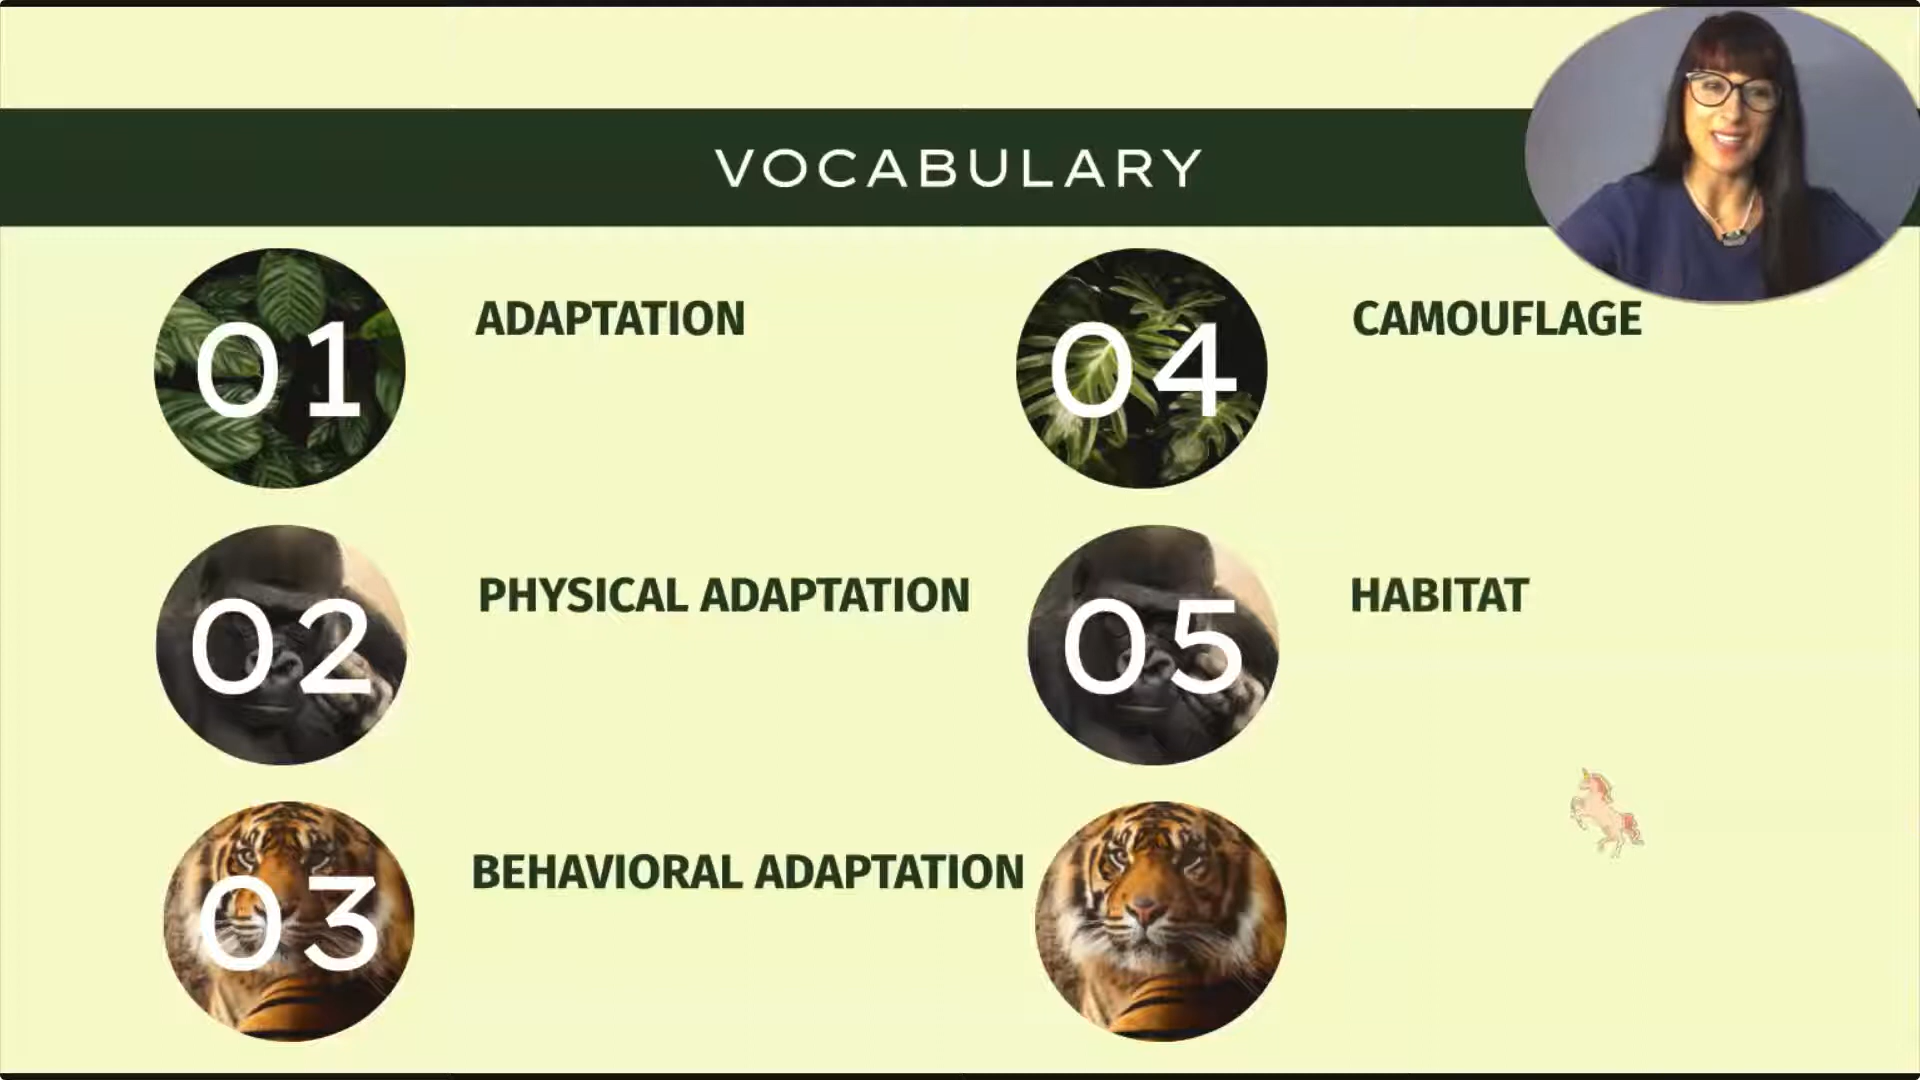 VOCABULARY
01
ADAPTATION
02
PHYSICAL ADAPTATION
03
BEHAVIORAL ADAPTATION
04
CAMOUFLAGE
05
HABITAT